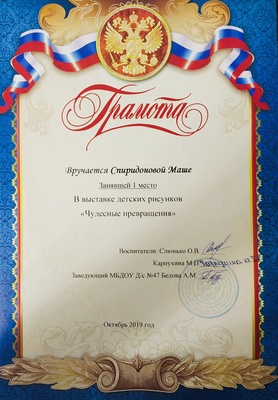 Грамота
Вручается Спиридоновой Маше
Занявшей 1 место
В выставке детских рисунков
«Чудесные превращения»
Воспитатели: Слюнько О.В.
Карпухина М.П.
Заведующий МБДОУ Д/с №47 Белова А.М.
Октябрь 2019 год